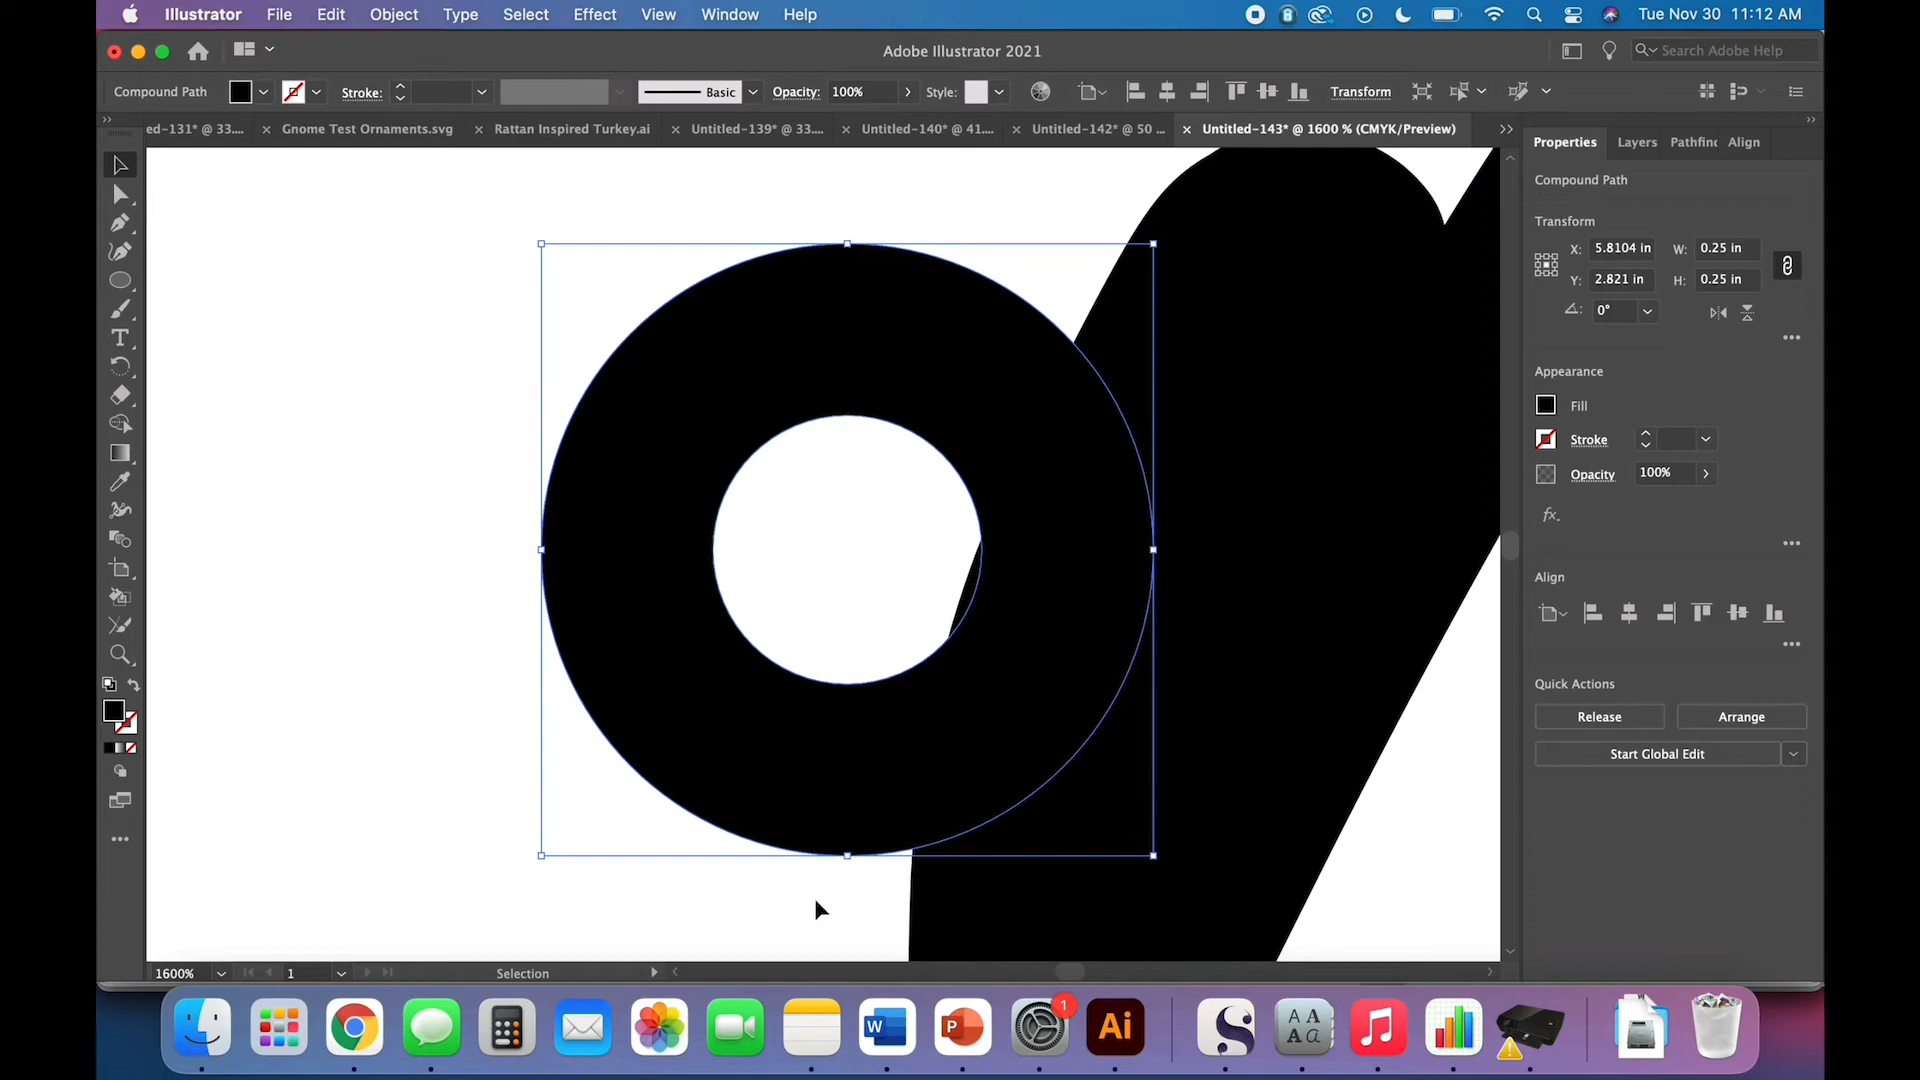 Illustrator File Edit Object Type Select Effect View Window Help Tue Nov 30 11:12 AM
Adobe Illustrator 2021 Search Adobe Help
Compound Path Stroke: Basic Opacity: 100% Style: Transform
ed-131* @ 33.... Gnome Test Ornaments.svg Rattan Inspired Turkey.ai Untitled-139* @ 33.... Untitled-140* @ 41.... Untitled-142* @ 50 ... Untitled-143* @ 1600 % (CMYK/Preview)
Properties Layers Pathfinc Align
Compound Path
Transform
X: 5.8104 in W: 0.25 in
Y: 2.821 in H: 0.25 in
0°
Appearance
Fill
Stroke
Opacity 100%
fx.
Align
Quick Actions
Release Arrange
Start Global Edit
1600% 1 Selection
1
W P Ai
A A
A a